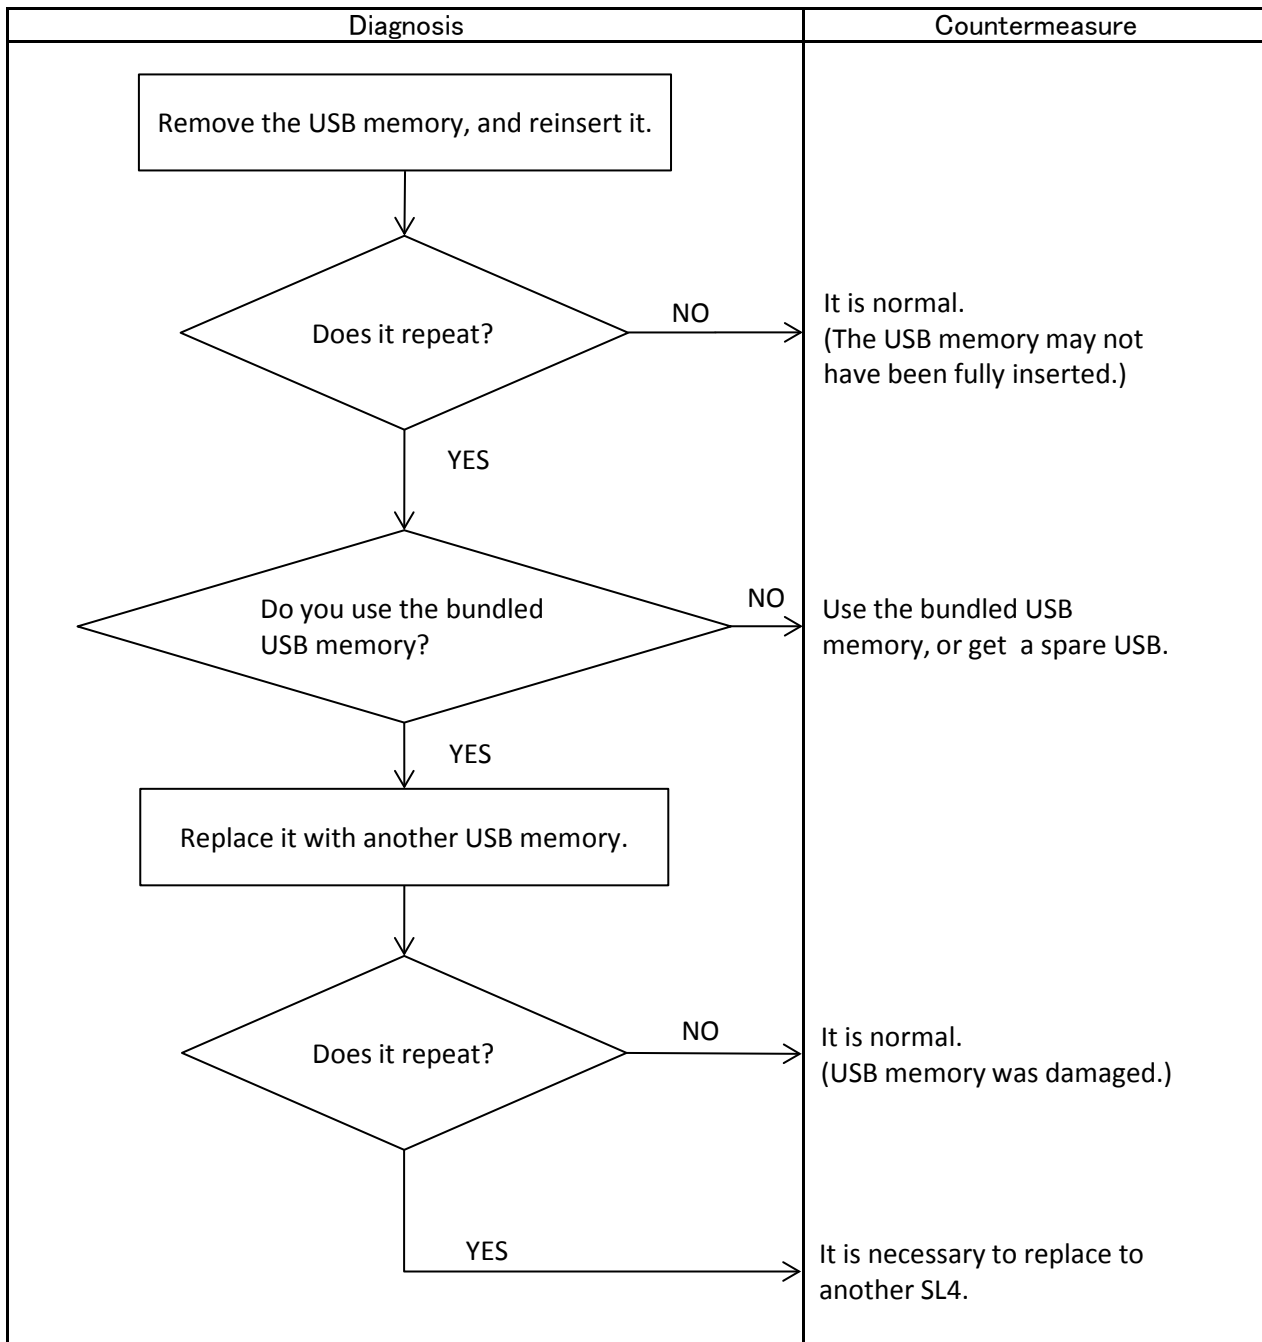 Diagnosis
Countermeasure
Remove the USB memory, and reinsert it.
Does it repeat?
NO
It is normal.
(The USB memory may not
have been fully inserted.)
YES
Do you use the bundled
USB memory?
NO
Use the bundled USB
memory, or get  a spare USB.
YES
Replace it with another USB memory.
Does it repeat?
NO
It is normal.
(USB memory was damaged.)
YES
It is necessary to replace to
another SL4.